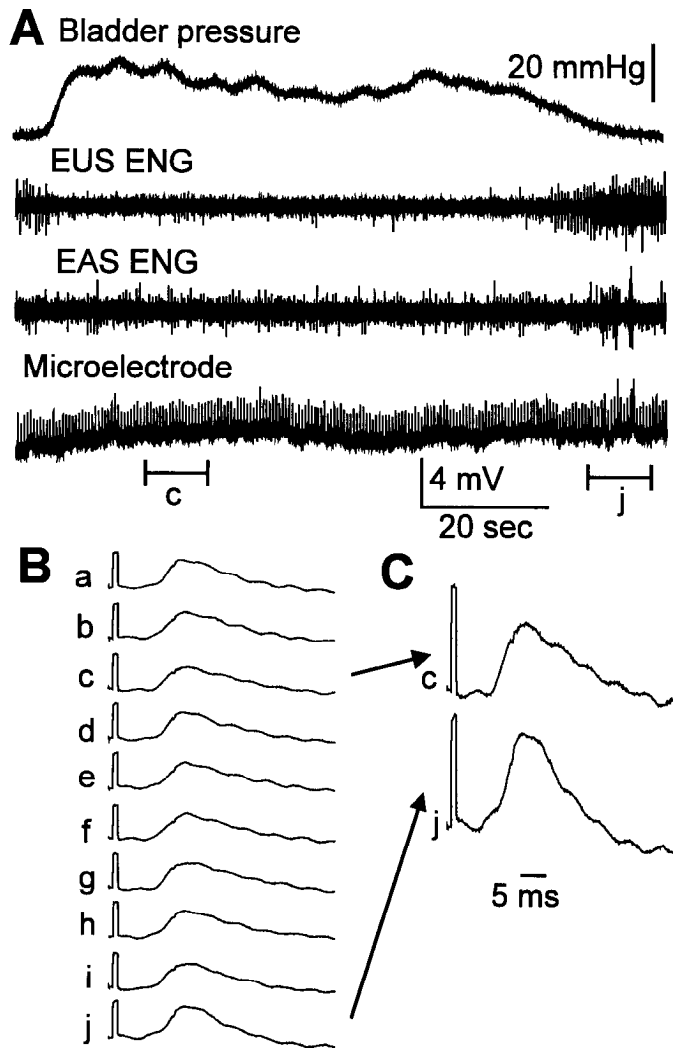 A Bladder pressure
20 mmHg
EUS ENG
EAS ENG
Microelectrode
c
4 mV
20 sec
j
B
a
b
c
d
e
f
g
h
i
j
C
c
j
5 ms